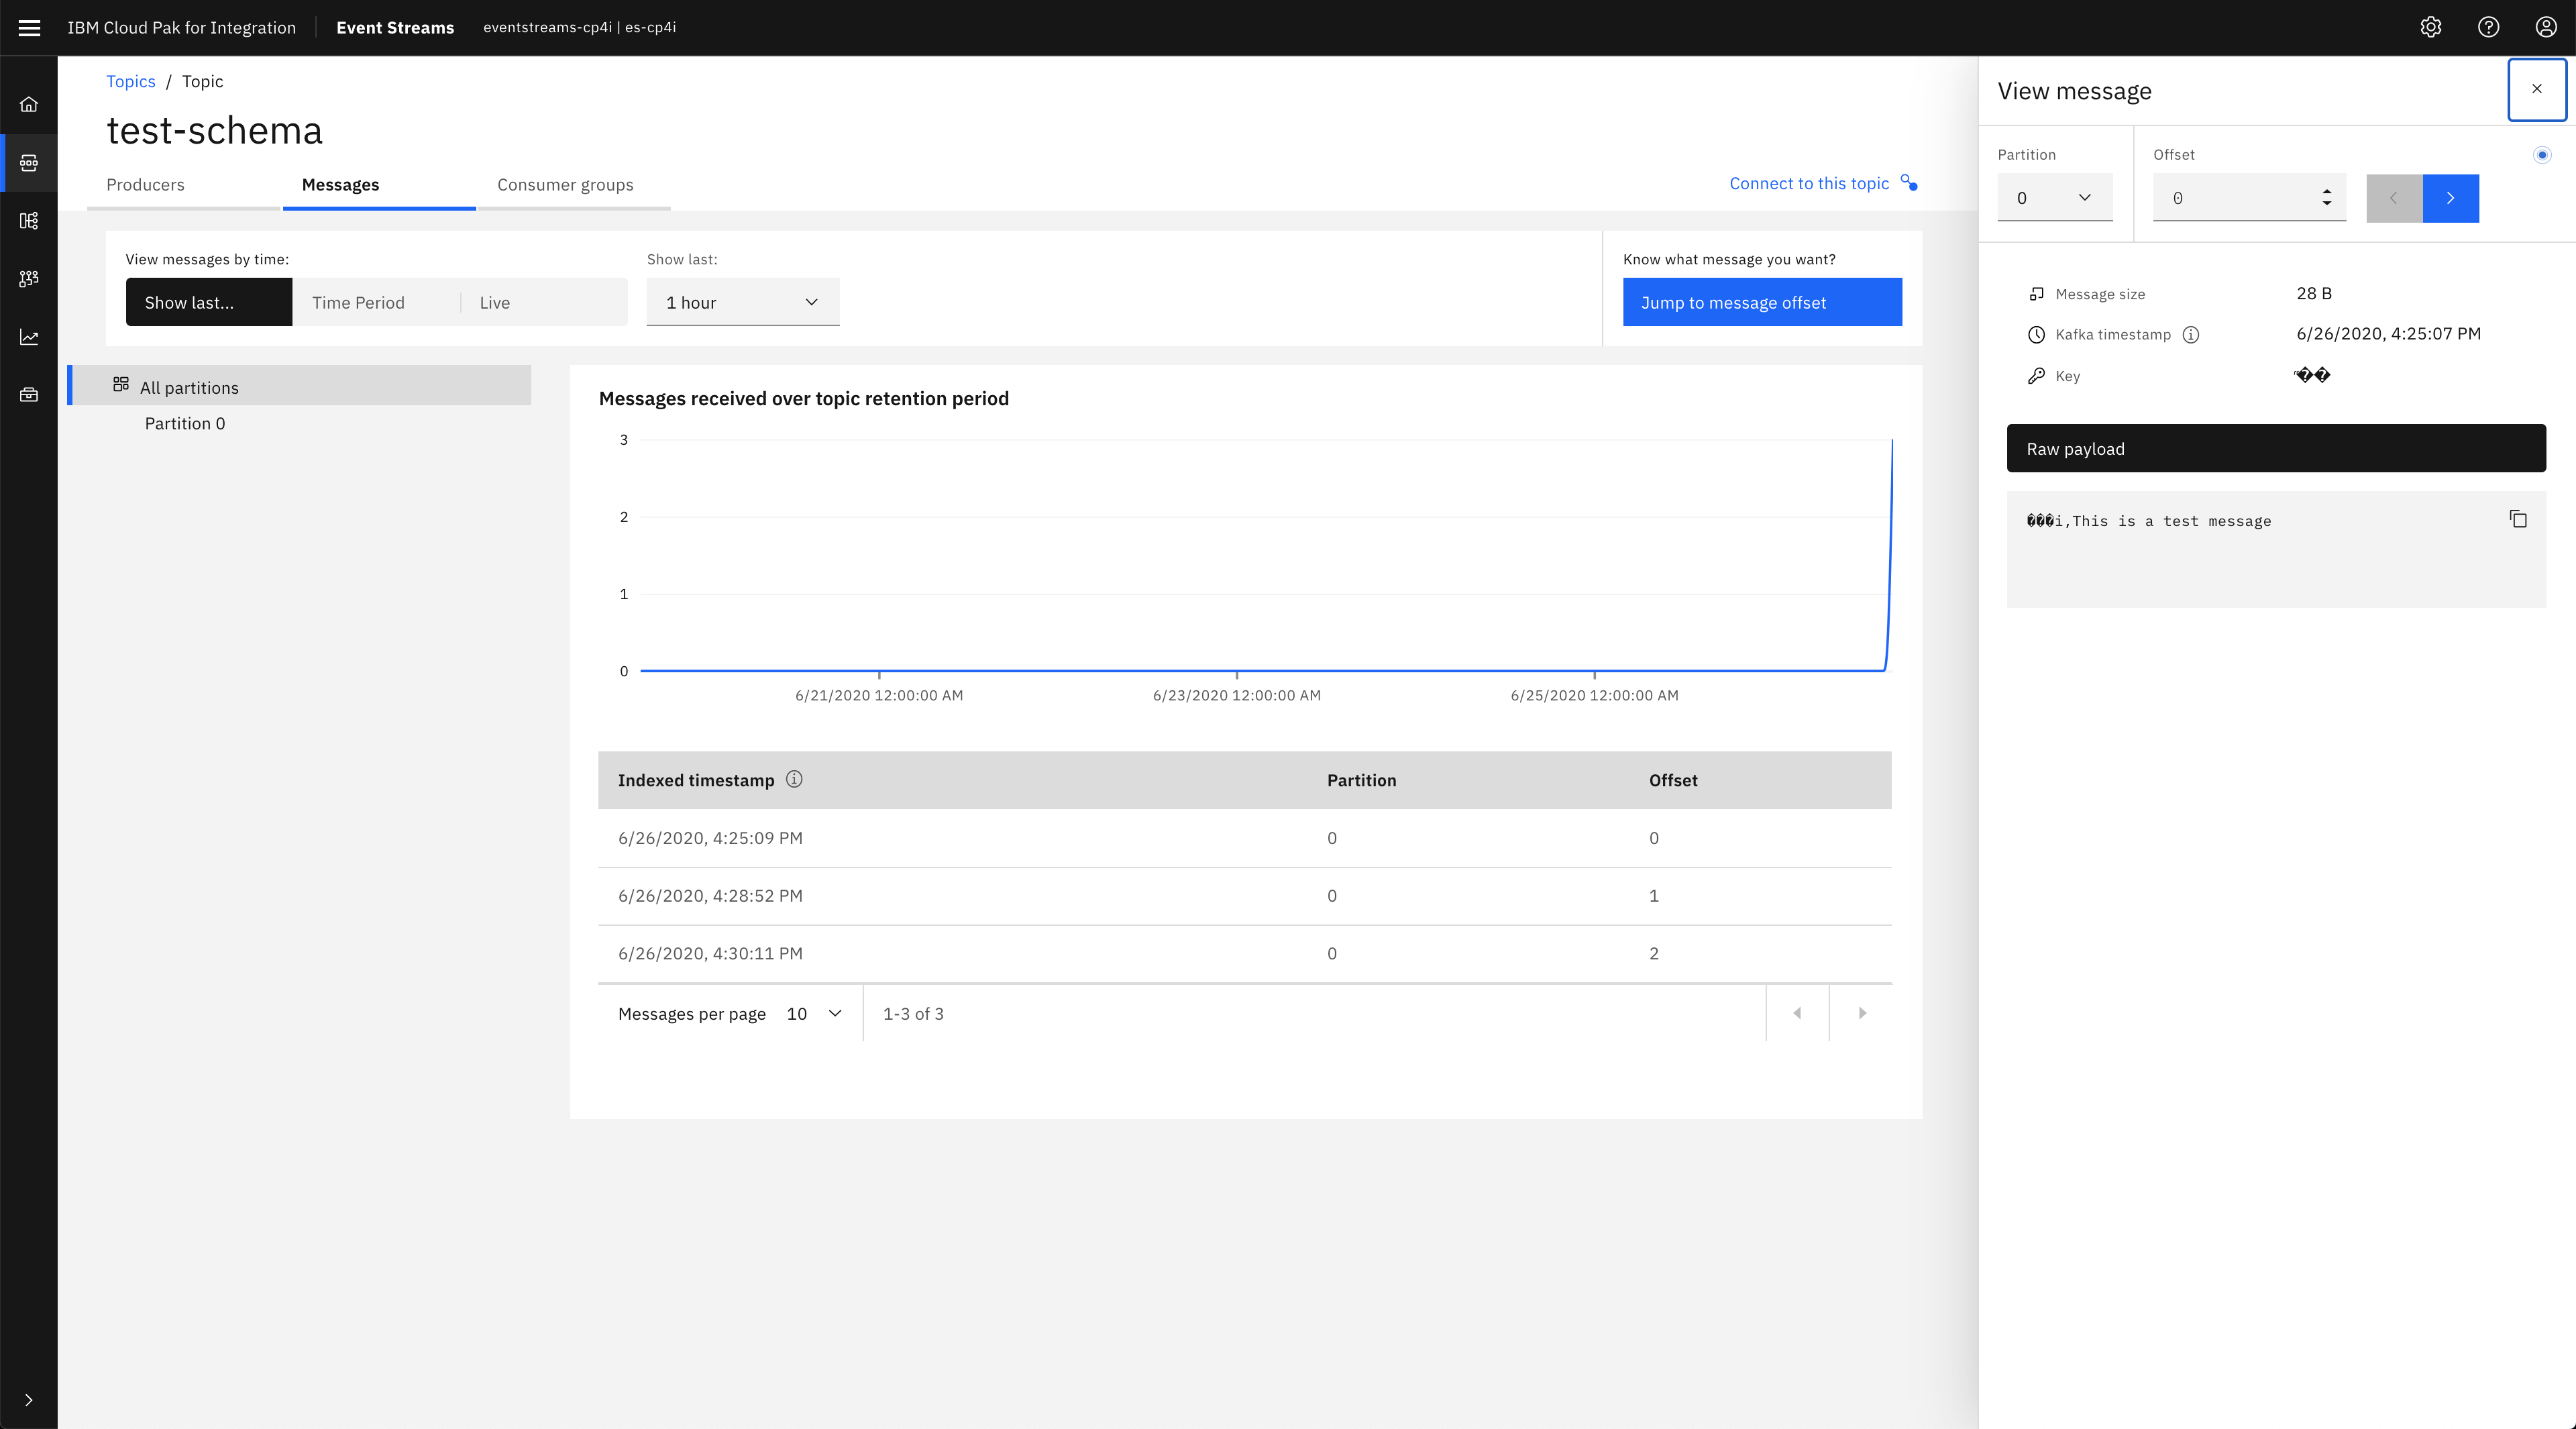 IBM Cloud Pak for Integration Event Streams eventstreams-cp4i | es-cp4i
Topics / Topic
test-schema
Producers Messages Consumer groups
Connect to this topic
View messages by time:
Show last... Time Period Live
Show last:
1 hour
Know what message you want?
Jump to message offset
All partitions
Partition 0
Messages received over topic retention period
3
2
1
0
6/21/2020 12:00:00 AM 6/23/2020 12:00:00 AM 6/25/2020 12:00:00 AM
Indexed timestamp Partition Offset
6/26/2020, 4:25:09 PM 0 0
6/26/2020, 4:28:52 PM 0 1
6/26/2020, 4:30:11 PM 0 2
Messages per page 10 1-3 of 3
View message
Partition Offset
0 0
Message size 28 B
Kafka timestamp 6/26/2020, 4:25:07 PM
Key ��
Raw payload
���i,This is a test message